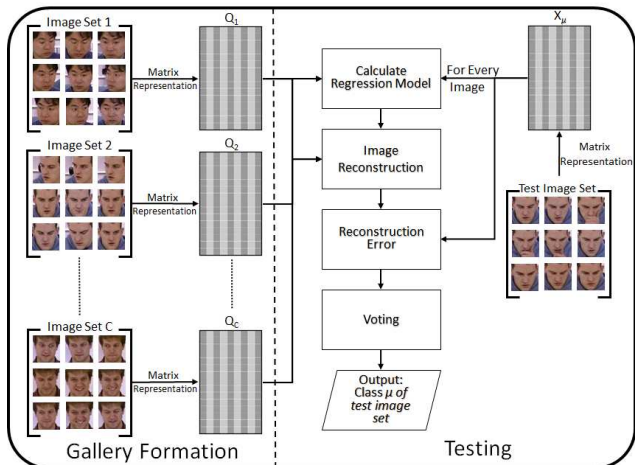 Image Set 1
Q1
Matrix
Representation
Image Set 2
Q2
Matrix
Representation
Image Set C
QC
Matrix
Representation
Gallery Formation
Calculate
Regression Model
For Every
Image
Xμ
Image
Reconstruction
Matrix
Representation
Test Image Set
Reconstruction
Error
Voting
Output:
Class μ of
test image
set
Testing